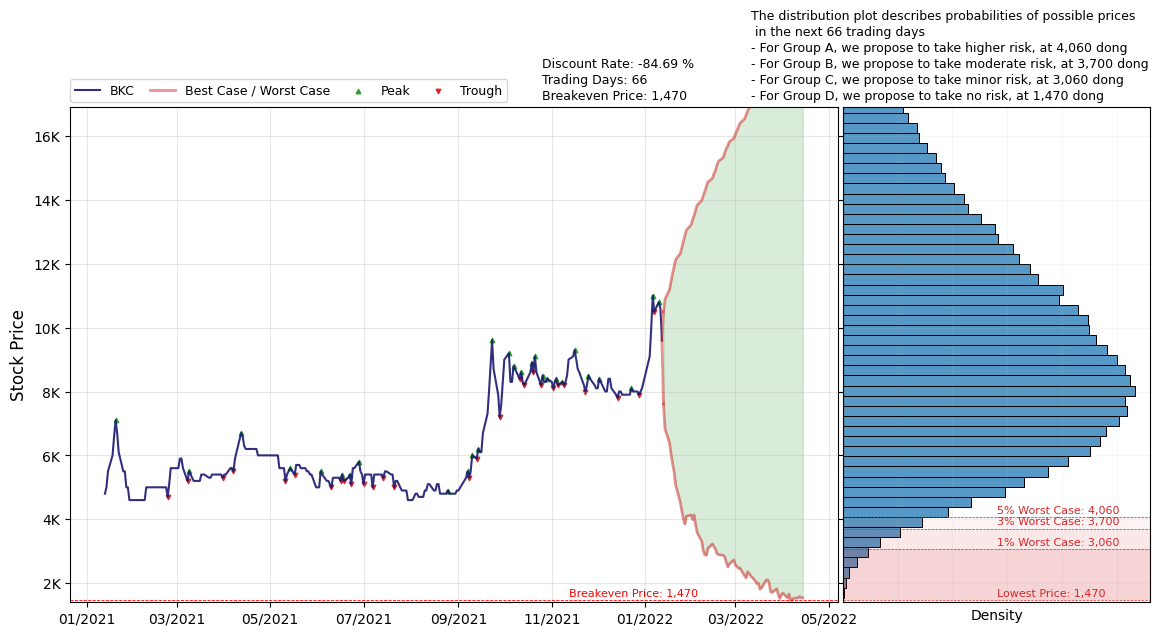 The distribution plot describes probabilities of possible prices
in the next 66 trading days
- For Group A, we propose to take higher risk, at 4,060 dong
- For Group B, we propose to take moderate risk, at 3,700 dong
- For Group C, we propose to take minor risk, at 3,060 dong
- For Group D, we propose to take no risk, at 1,470 dong
Discount Rate: -84.69 %
Trading Days: 66
Breakeven Price: 1,470
BKC
Best Case / Worst Case
Peak
Trough
Stock Price
16K
14K
12K
10K
8K
6K
4K
2K
Breakeven Price: 1,470
01/2021
03/2021
05/2021
07/2021
09/2021
11/2021
01/2022
03/2022
05/2022
5% Worst Case: 4,060
3% Worst Case: 3,700
1% Worst Case: 3,060
Lowest Price: 1,470
Density